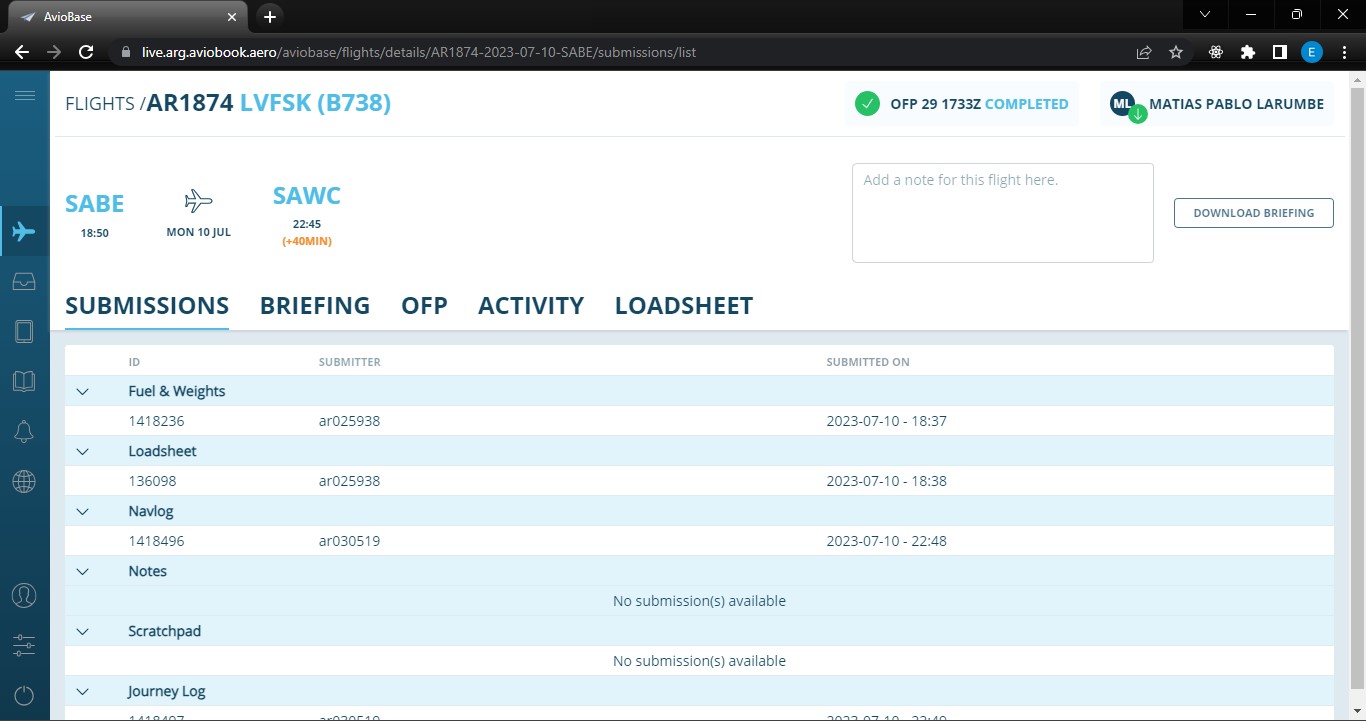 AvioBase
live.arg.aviobook.aero/aviobase/flights/details/AR1874-2023-07-10-SABE/submissions/list
E
FLIGHTS /AR1874 LVFSK (B738)
OFP 29 1733Z COMPLETED
ML
MATIAS PABLO LARUMBE
SABE
18:50
MON 10 JUL
SAWC
22:45
(+40MIN)
Add a note for this flight here.
DOWNLOAD BRIEFING
SUBMISSIONS BRIEFING OFP ACTIVITY LOADSHEET
ID SUBMITTER SUBMITTED ON
Fuel & Weights
1418236 ar025938 2023-07-10 - 18:37
Loadsheet
136098 ar025938 2023-07-10 - 18:38
Navlog
1418496 ar030519 2023-07-10 - 22:48
Notes
No submission(s) available
Scratchpad
No submission(s) available
Journey Log